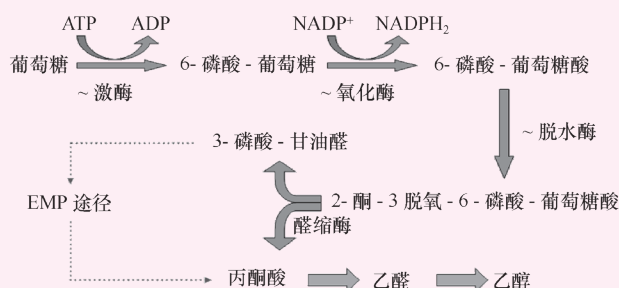 ATP ADP NADP⁺ NADPH₂
葡萄糖 6- 磷酸 - 葡萄糖 6- 磷酸 - 葡萄糖酸
~ 激酶 ~ 氧化酶
~ 脱水酶
3- 磷酸 - 甘油醛
EMP 途径 2- 酮 - 3 脱氧 - 6 - 磷酸 - 葡萄糖酸
醛缩酶
丙酮酸 乙醛 乙醇